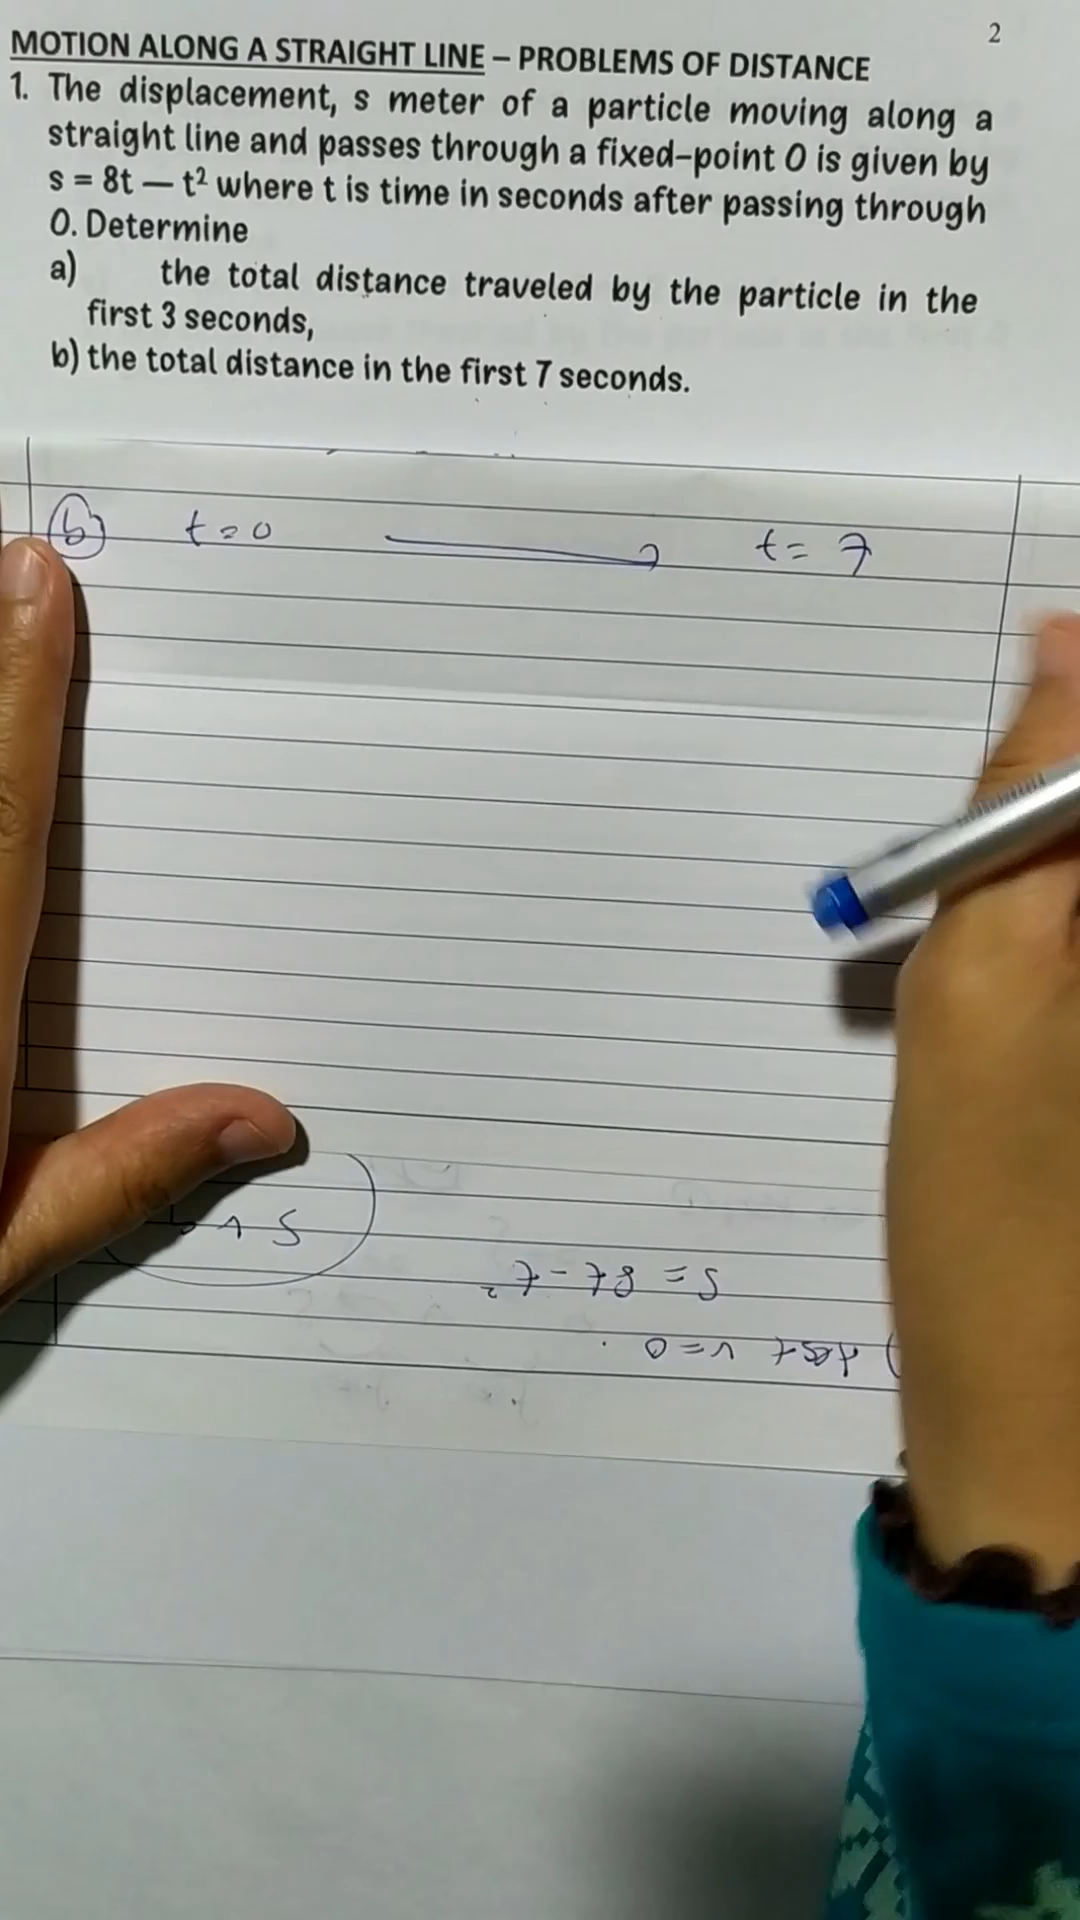 2
MOTION ALONG A STRAIGHT LINE – PROBLEMS OF DISTANCE
1. The displacement, s meter of a particle moving along a
straight line and passes through a fixed-point O is given by
s = 8t — t² where t is time in seconds after passing through
O. Determine
a) the total distance traveled by the particle in the
first 3 seconds,
b) the total distance in the first 7 seconds.
b t=0 t=7
s = 8t - t²
v=0